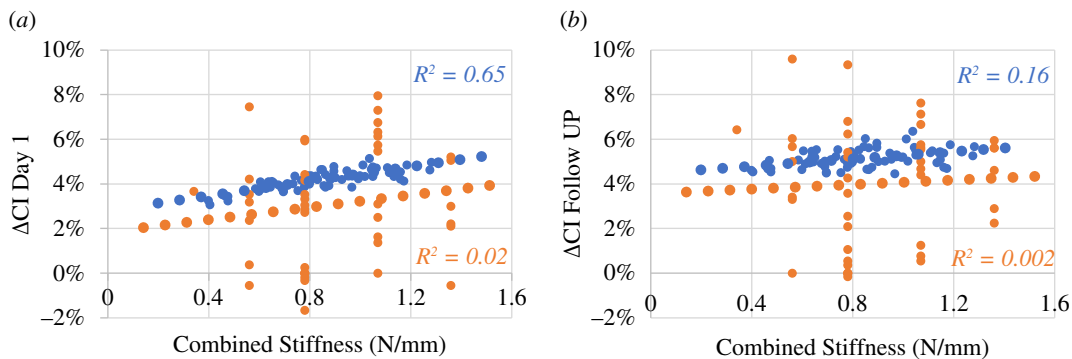 (a)
10%
8%
6%
4%
2%
0%
–2%
ΔCI Day 1
R² = 0.65
R² = 0.02
0 0.4 0.8 1.2 1.6
Combined Stiffness (N/mm)
(b)
10%
8%
6%
4%
2%
0%
–2%
ΔCI Follow UP
R² = 0.16
R² = 0.002
0 0.4 0.8 1.2 1.6
Combined Stiffness (N/mm)